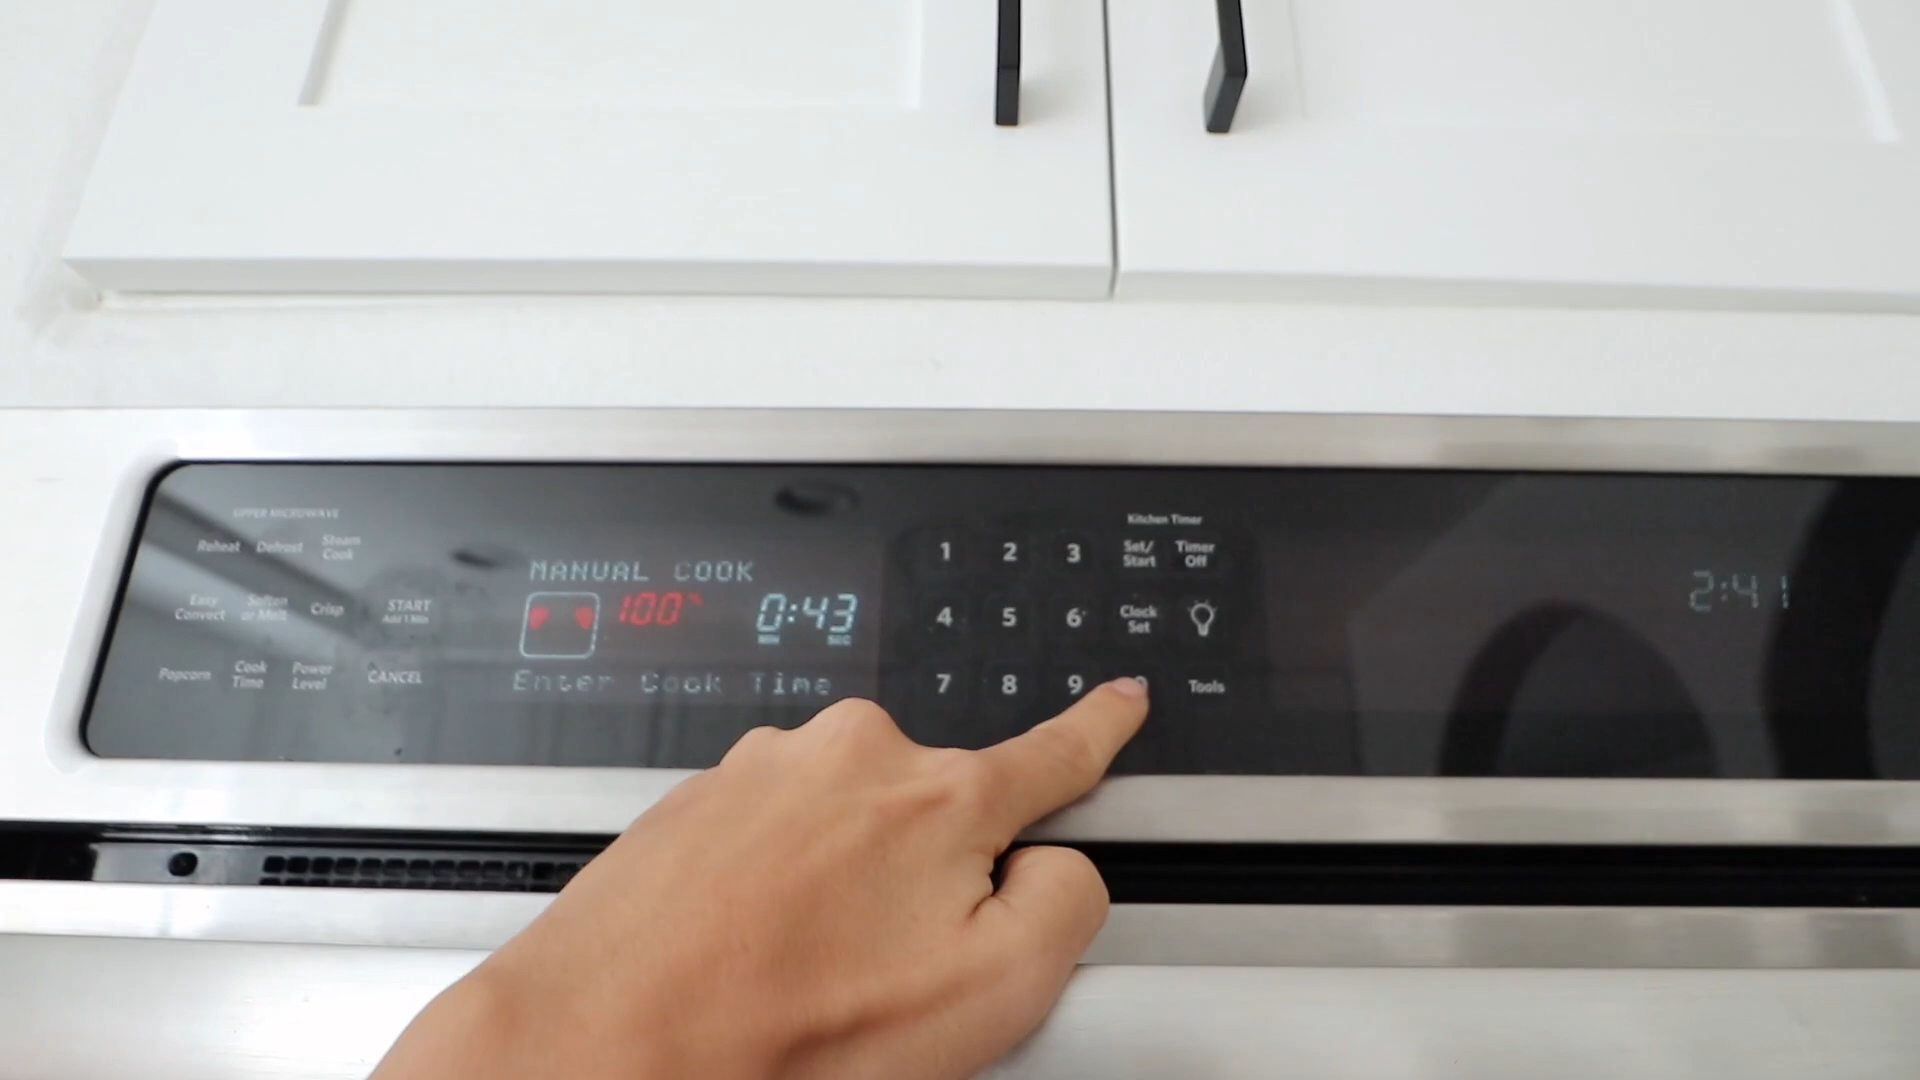 UPPER MICROWAVE
Reheat Defrost Steam Cook
Easy Convect Soften or Melt Crisp START Add 1 Min
Popcorn Cook Time Power Level CANCEL
MANUAL COOK
100% 0:43
MIN SEC
Enter Cook Time
1 2 3
4 5 6
7 8 9 0
Kitchen Timer
Set/Start Timer Off
Clock Set
Tools
2:41